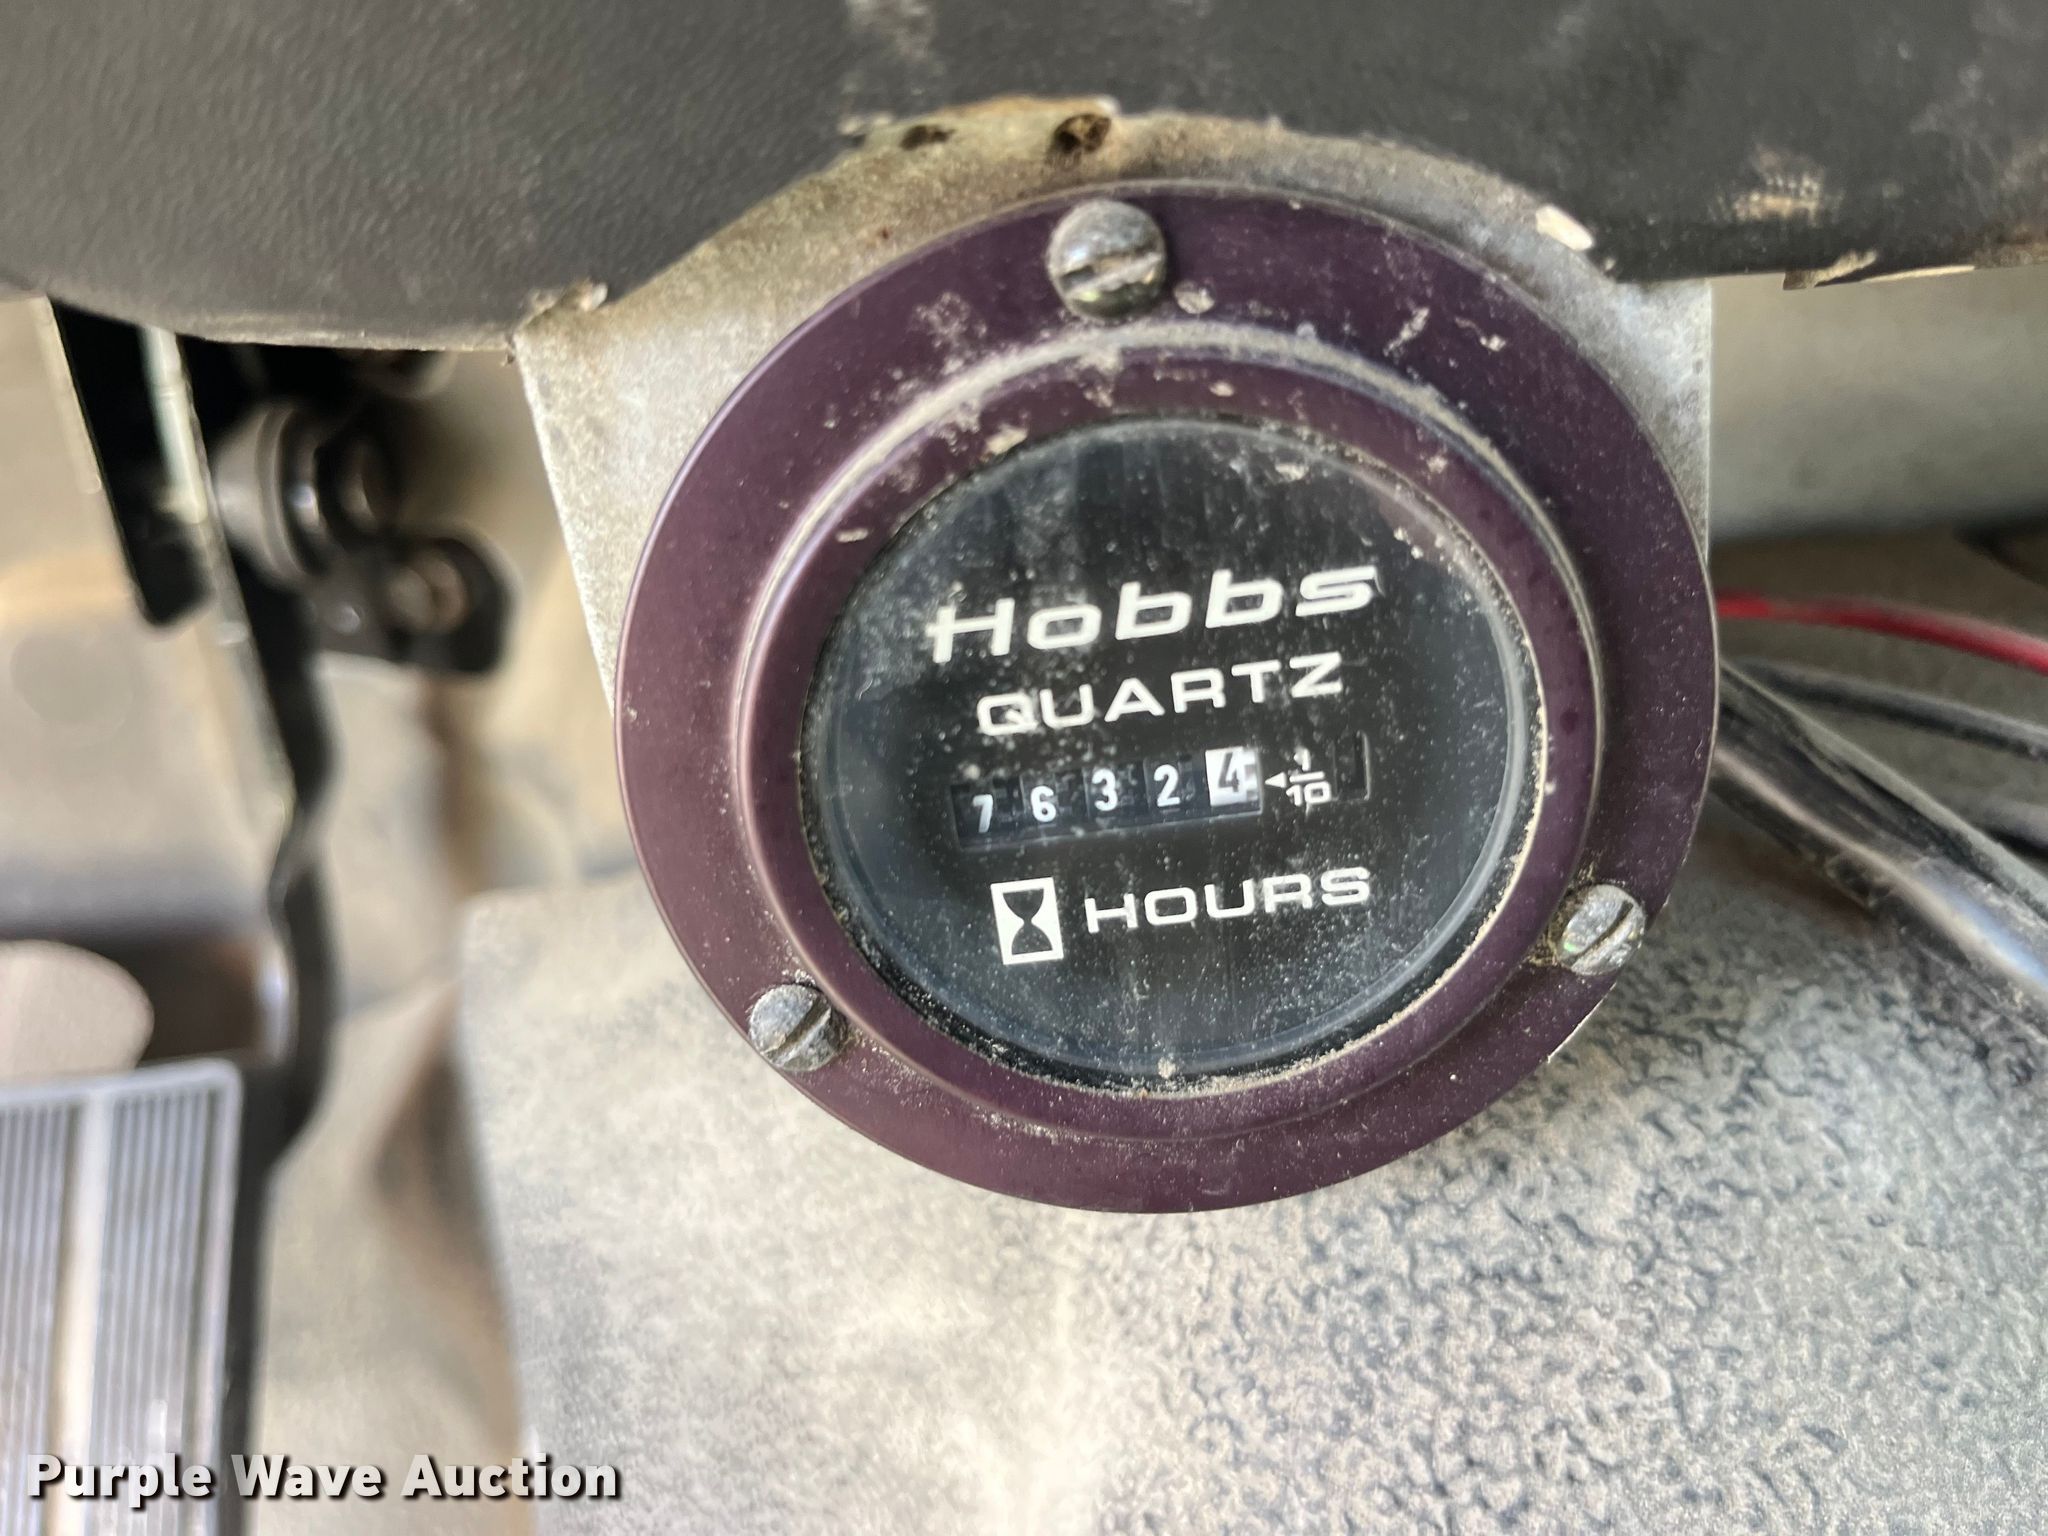 Hobbs
QUARTZ
7 6 3 2 4 1/10
HOURS
Purple Wave Auction